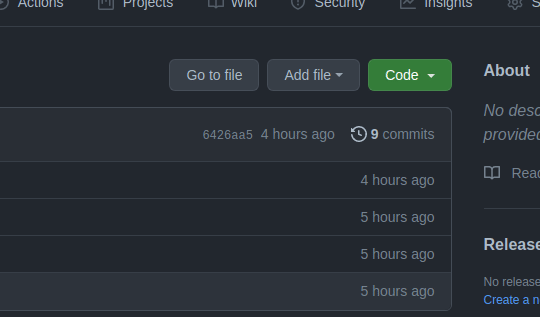 Actions Projects Wiki Security Insights
Go to file Add file Code About
No desc
provided
6426aa5 4 hours ago 9 commits
4 hours ago Read
5 hours ago
5 hours ago Release
5 hours ago No release
Create a n